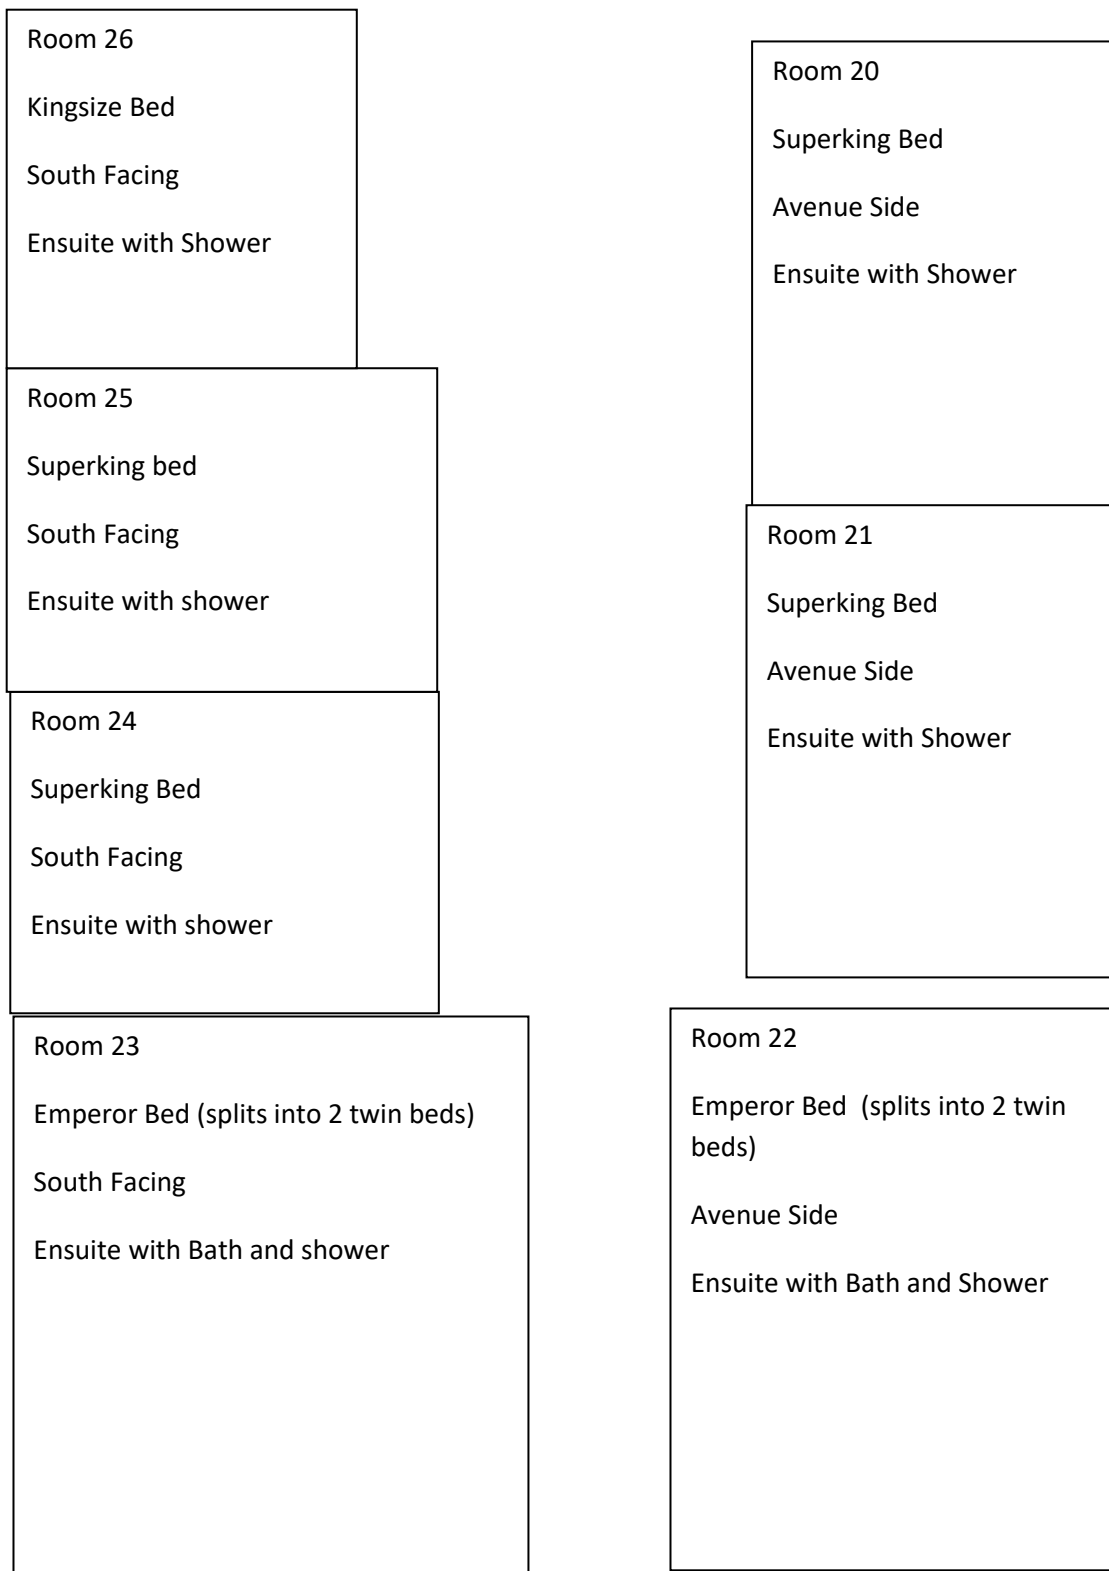 Room 26
Kingsize Bed
South Facing
Ensuite with Shower
Room 25
Superking bed
South Facing
Ensuite with shower
Room 24
Superking Bed
South Facing
Ensuite with shower
Room 23
Emperor Bed (splits into 2 twin beds)
South Facing
Ensuite with Bath and shower
Room 20
Superking Bed
Avenue Side
Ensuite with Shower
Room 21
Superking Bed
Avenue Side
Ensuite with Shower
Room 22
Emperor Bed  (splits into 2 twin
beds)
Avenue Side
Ensuite with Bath and Shower